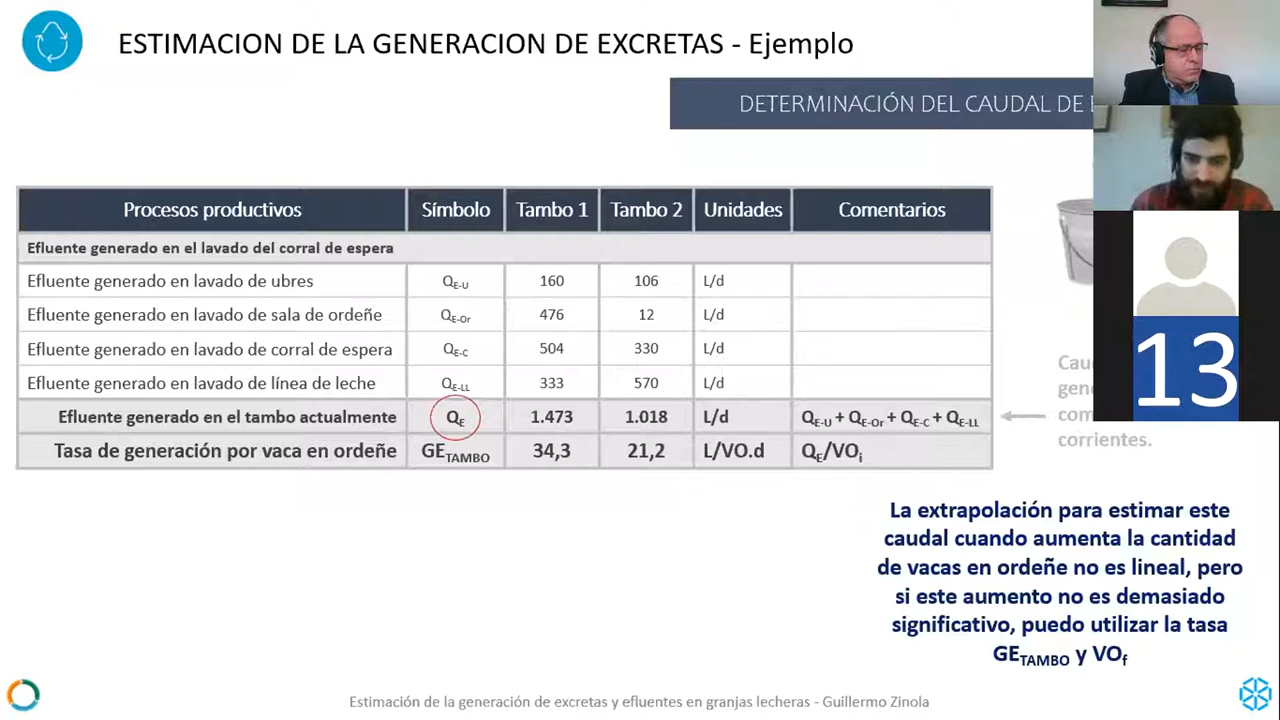 ESTIMACION DE LA GENERACION DE EXCRETAS - Ejemplo
DETERMINACIÓN DEL CAUDAL DE
Procesos productivos Símbolo Tambo 1 Tambo 2 Unidades Comentarios
Efluente generado en el lavado del corral de espera
Efluente generado en lavado de ubres QE-U 160 106 L/d
Efluente generado en lavado de sala de ordeñe QE-Or 476 12 L/d
Efluente generado en lavado de corral de espera QE-C 504 330 L/d
Efluente generado en lavado de línea de leche QE-LL 333 570 L/d
Efluente generado en el tambo actualmente QE 1.473 1.018 L/d QE-U + QE-Or + QE-C + QE-LL
Tasa de generación por vaca en ordeñe GETAMBO 34,3 21,2 L/VO.d QE/VOi
13
corrientes.
La extrapolación para estimar este
caudal cuando aumenta la cantidad
de vacas en ordeñe no es lineal, pero
si este aumento no es demasiado
significativo, puedo utilizar la tasa
GETAMBO y VOf
Estimación de la generación de excretas y efluentes en granjas lecheras - Guillermo Zinola